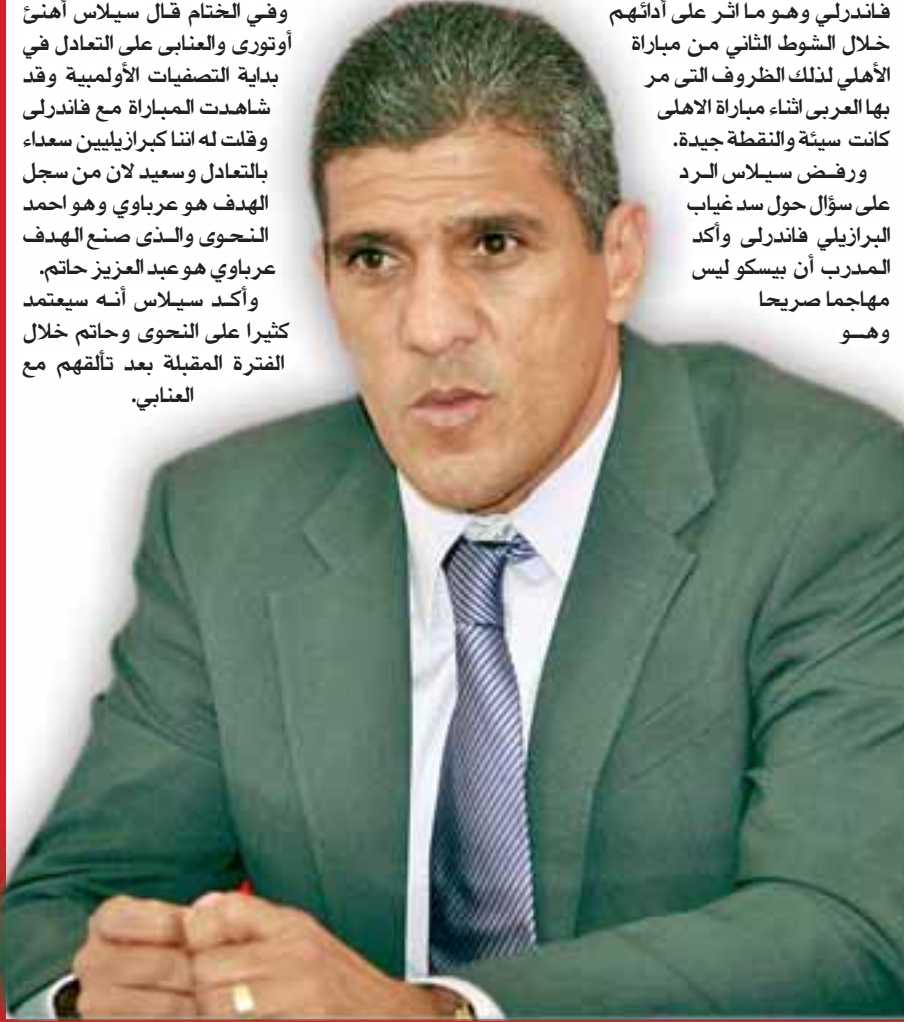 فاندرلي وهو ما اثر على أدائهم
خلال الشوط الثاني من مباراة
الأهلي لذلك الظروف التى مر
بها العربى اثناء مباراة الاهلى
كانت سيئة والنقطة جيدة.
ورفض سيلاس الرد
على سؤال حول سد غياب
البرازيلي فاندرلى وأكد
المدرب أن بيسكو ليس
مهاجما صريحا
وهو
وفي الختام قال سيلاس أهنئ
أوتورى والعنابى على التعادل في
بداية التصفيات الأولمبية وقد
شاهدت المباراة مع فاندرلى
وقلت له اننا كبرازيليين سعداء
بالتعادل وسعيد لان من سجل
الهدف هو عرباوي وهو احمد
النحوى والذى صنع الهدف
عرباوي هو عبد العزيز حاتم.
وأكد سيلاس أنه سيعتمد
كثيرا على النحوى وحاتم خلال
الفترة المقبلة بعد تألقهم مع
العنابي.